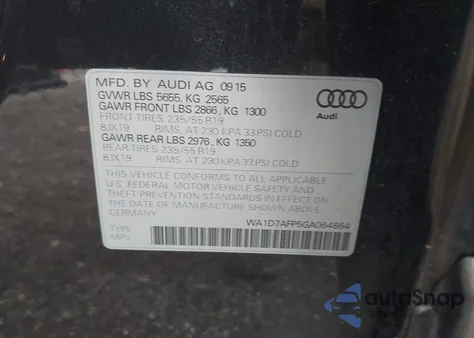 MFD. BY AUDI AG 09 15
GVWR LBS 5655, KG 2565
GAWR FRONT LBS 2866, KG 1300
FRONT-TIRES 235/55 R19
8JX19 RIMS, AT 230 KPA 33 PSI COLD
GAWR REAR LBS 2976, KG 1350
REAR-TIRES 235/55 R19
8JX19 RIMS, AT 230 KPA 33 PSI COLD
THIS VEHICLE CONFORMS TO ALL APPLICABLE
U.S. FEDERAL MOTOR VEHICLE SAFETY AND
THEFT PREVENTION STANDARDS IN EFFECT ON
THE DATE OF MANUFACTURE SHOWN ABOVE.
GERMANY
WA1D7AFP5GA064864
TYPE
MPV
Audi
autoSnap